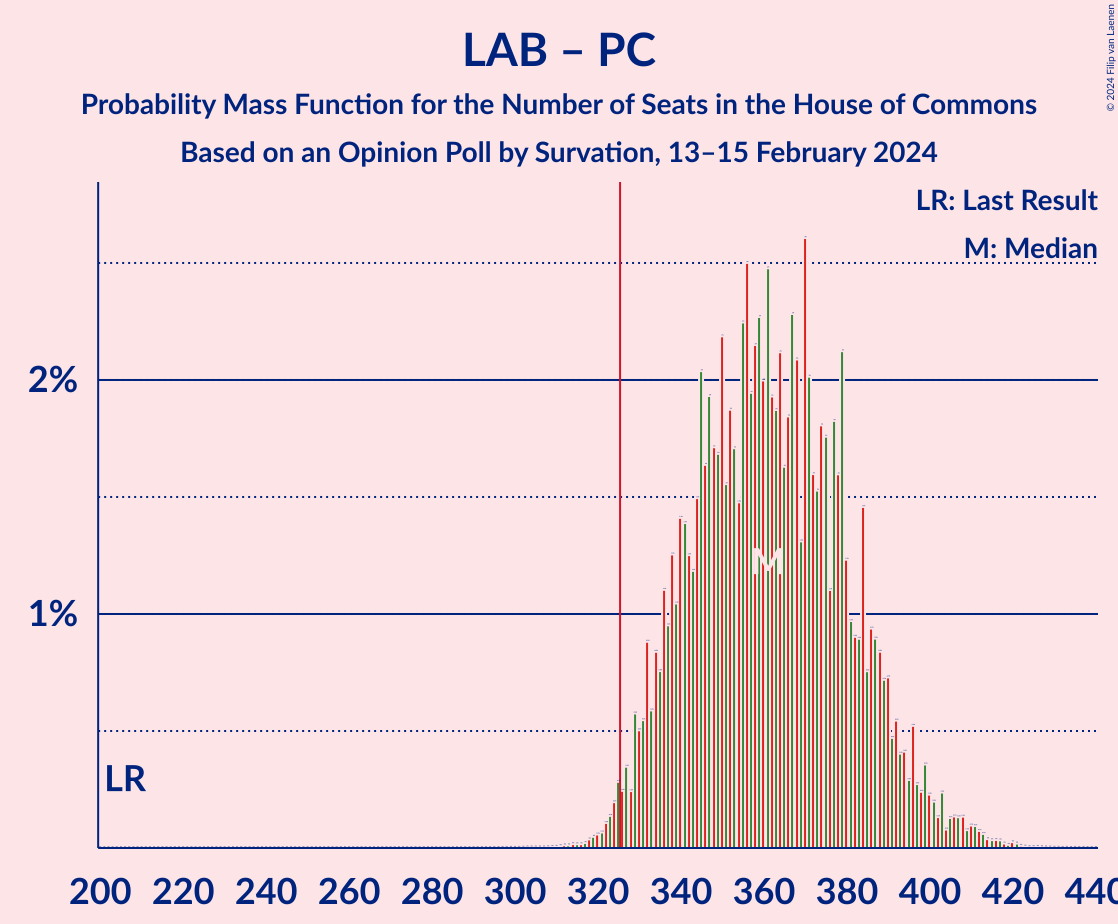 LAB – PC
Probability Mass Function for the Number of Seats in the House of Commons
Based on an Opinion Poll by Survation, 13–15 February 2024
© 2024 Filip van Laenen
LR: Last Result
M: Median
2%
1%
LR
M
200 220 240 260 280 300 320 340 360 380 400 420 440